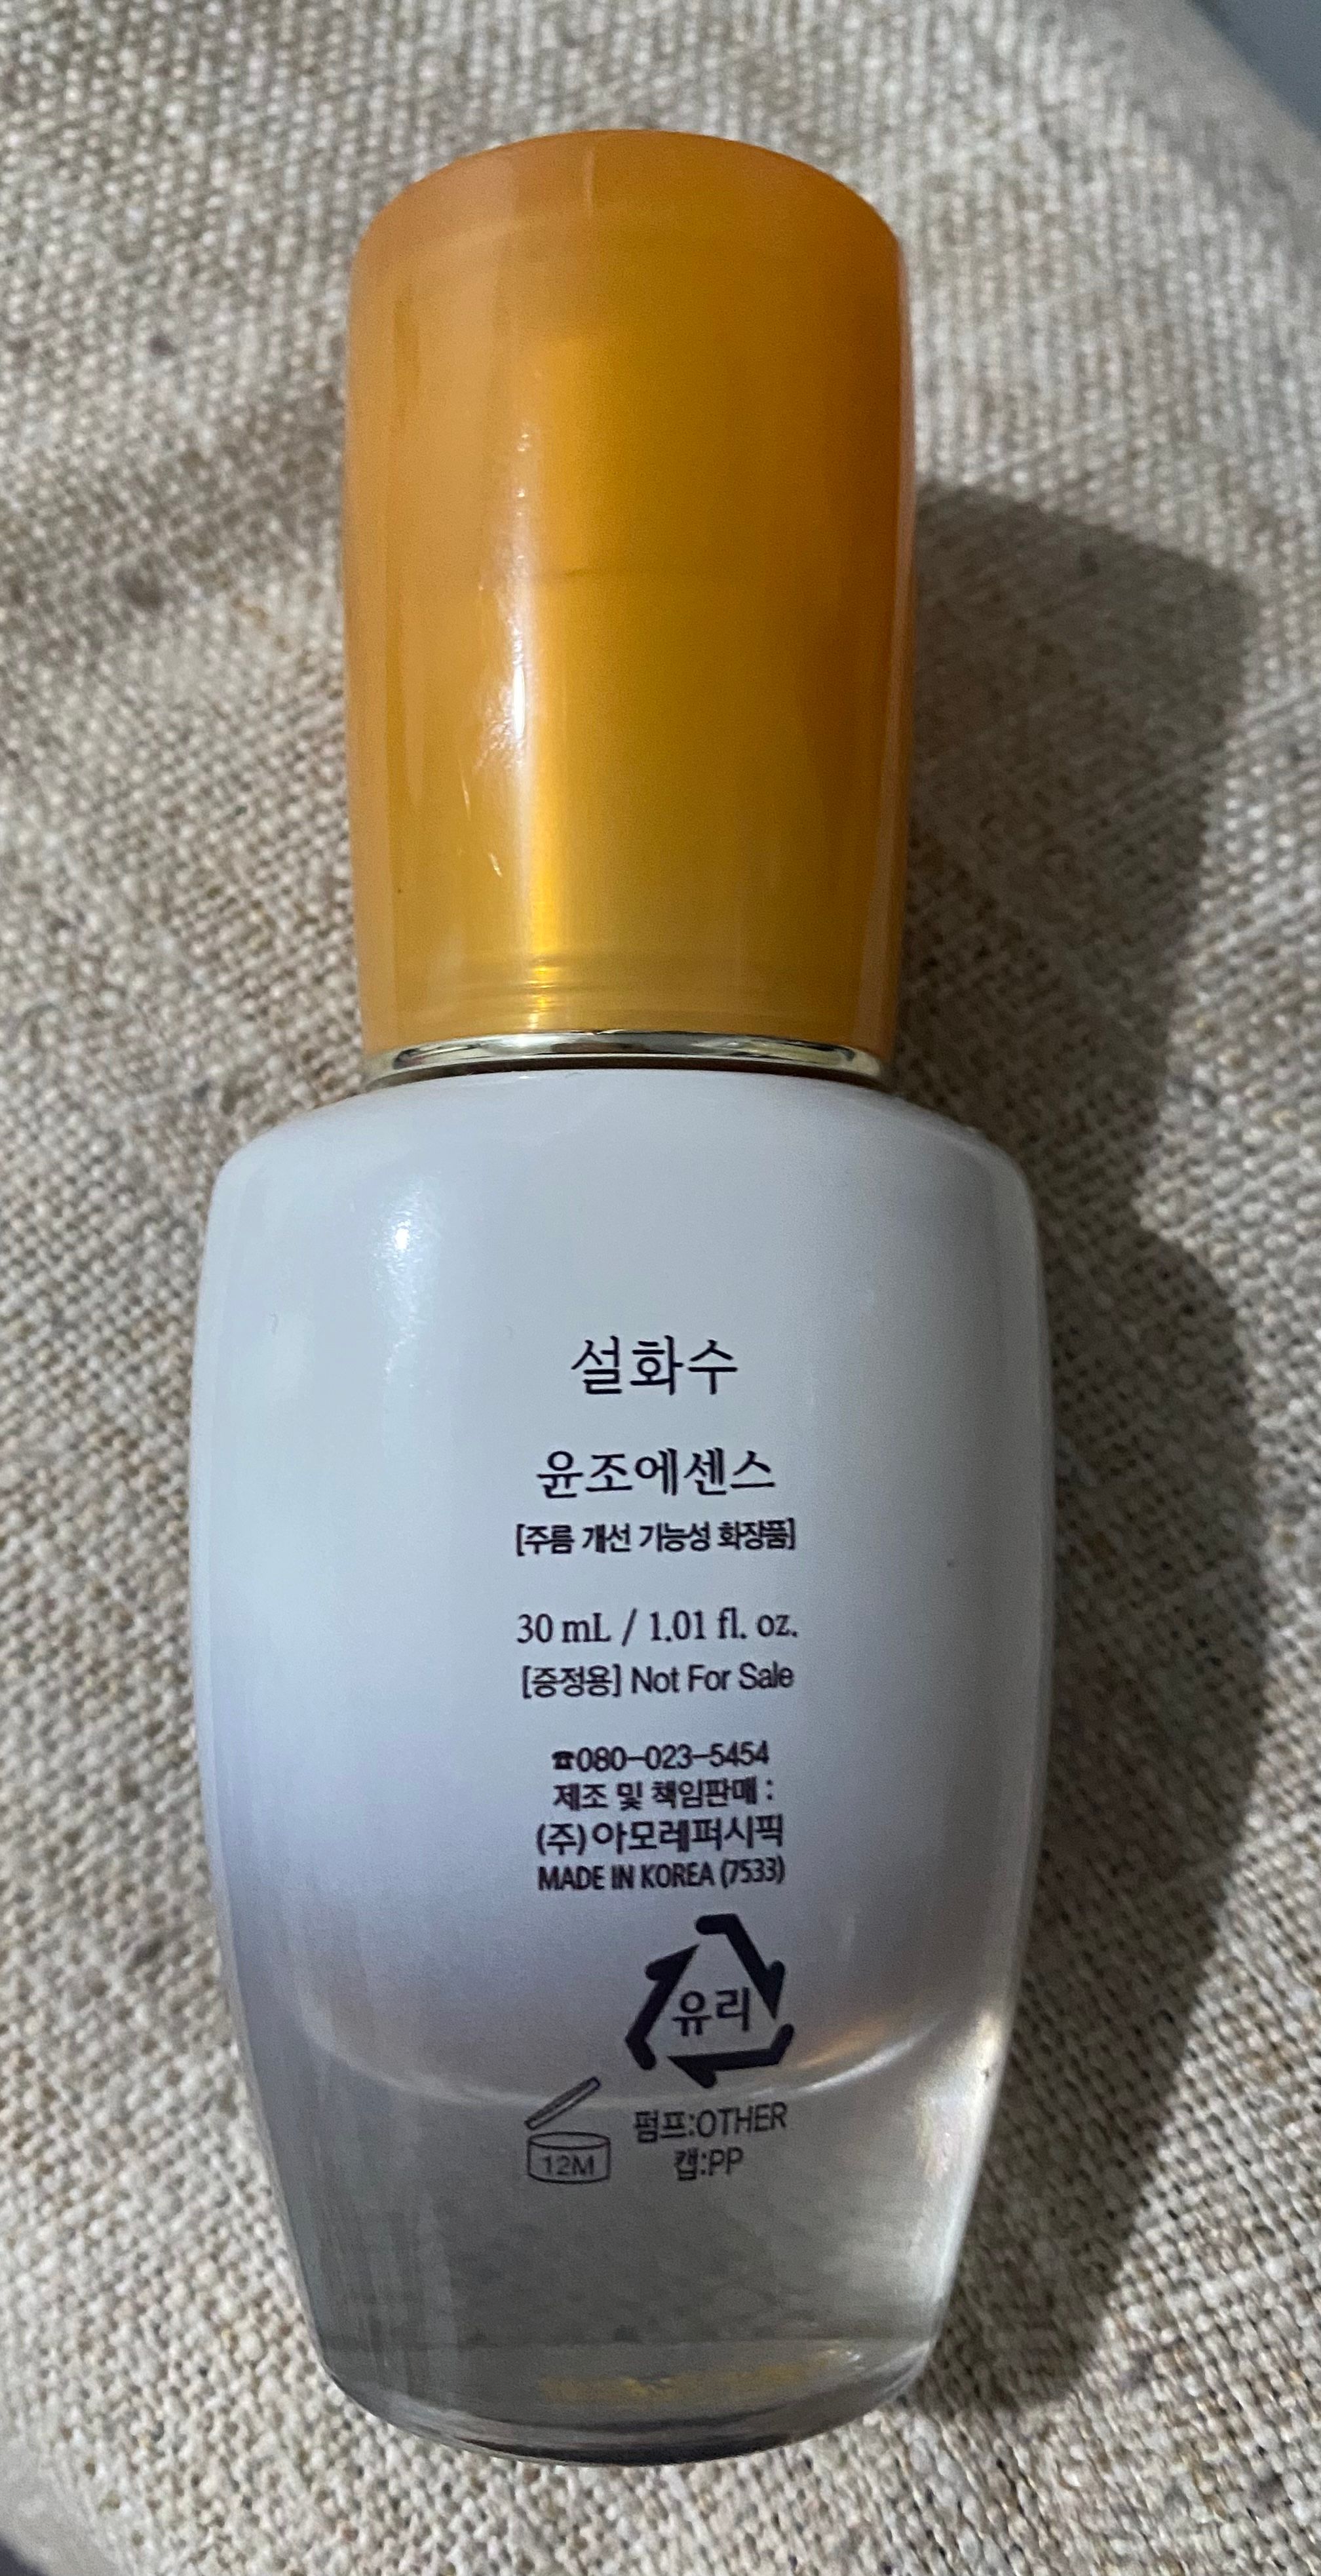 설화수
윤조에센스
[주름 개선 기능성 화장품]
30 mL / 1.01 fl. oz.
[증정용] Not For Sale
☎080-023-5454
제조 및 책임판매 :
(주)아모레퍼시픽
MADE IN KOREA (7533)
유리
펌프:OTHER
캡:PP
12M